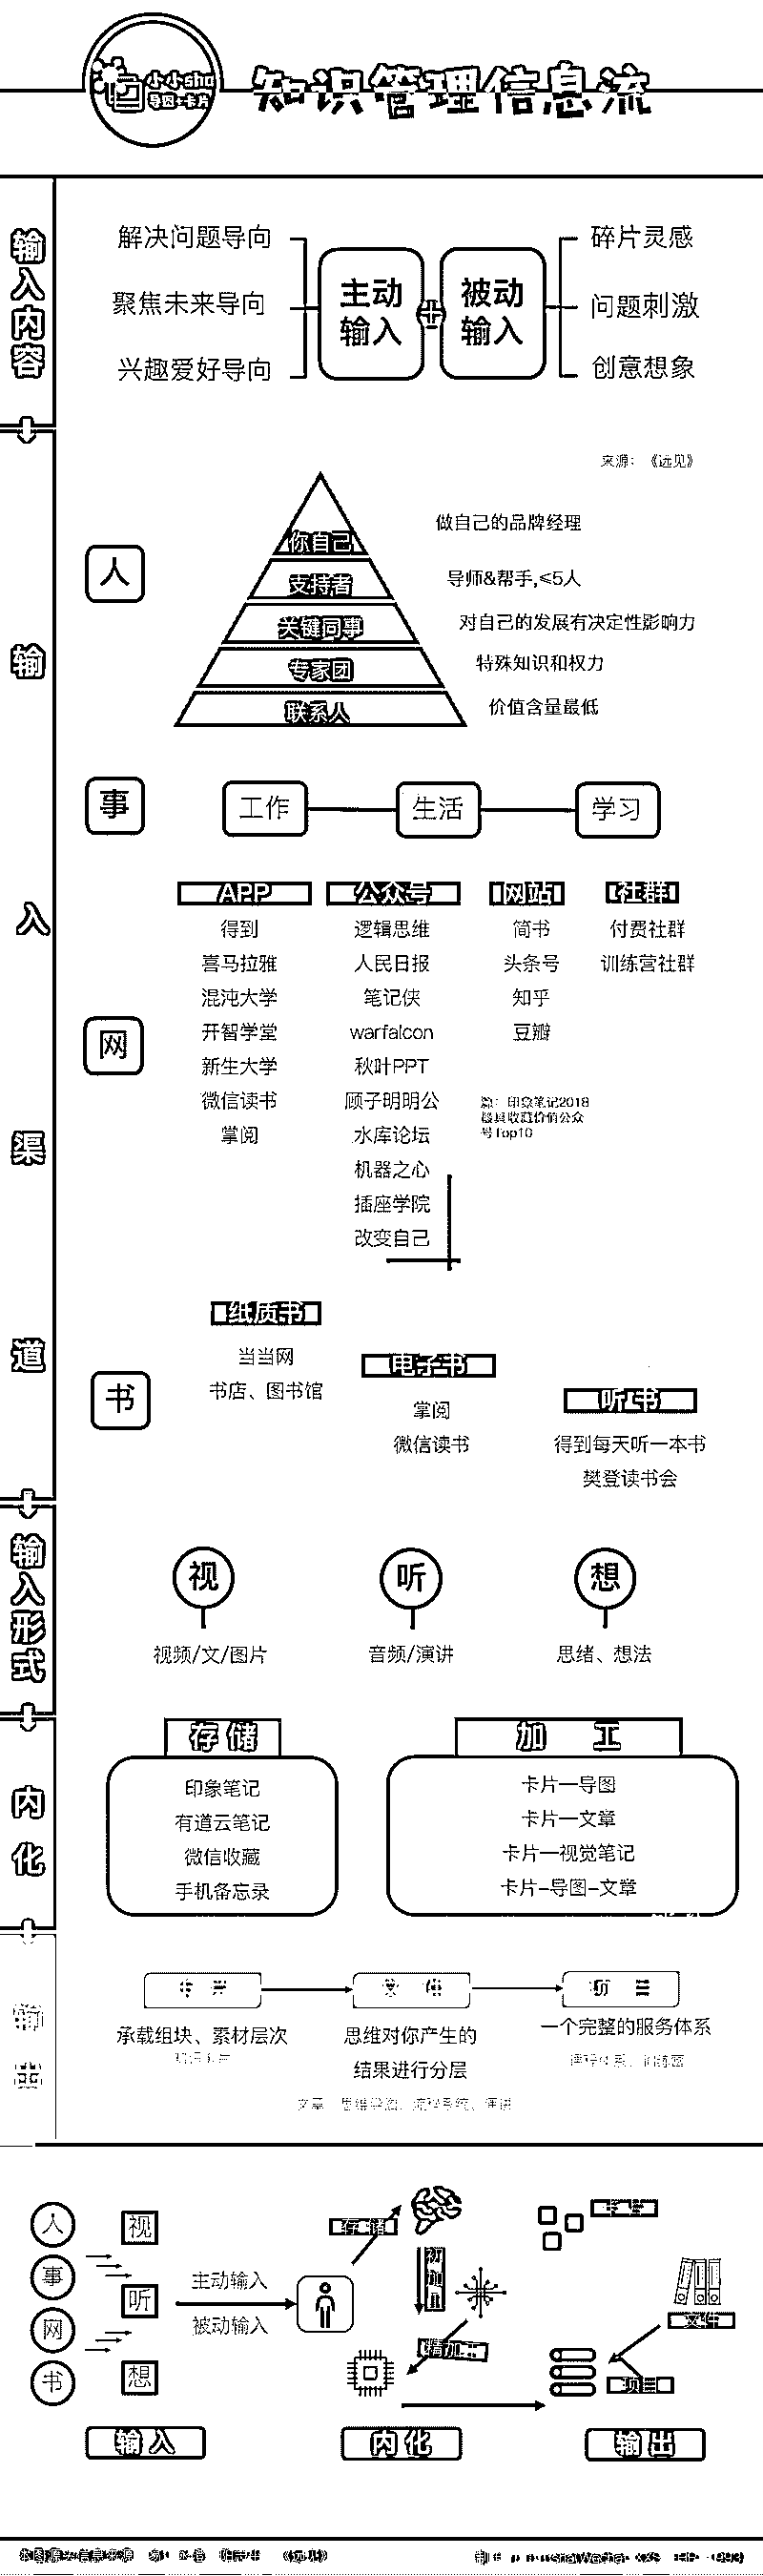 小小sha
导图·卡片
知识管理信息流
输入内容
解决问题导向
聚焦未来导向
兴趣爱好导向
主动
输入
被动
输入
碎片灵感
问题刺激
创意想象
输入渠道
来源：《远见》
人
你自己
做自己的品牌经理
支持者
导师&帮手,≤5人
关键同事
对自己的发展有决定性影响力
专家团
特殊知识和权力
联系人
价值含量最低
事
工作
生活
学习
网
APP
得到
喜马拉雅
混沌大学
开智学堂
新生大学
微信读书
掌阅
公众号
逻辑思维
人民日报
笔记侠
warfalcon
秋叶PPT
顾子明明公
水库论坛
机器之心
插座学院
改变自己
网站
简书
头条号
知乎
豆瓣
社群
付费社群
训练营社群
印象笔记2018
最具收藏价值公众
号Top10
书
纸质书
当当网
书店、图书馆
电子书
掌阅
微信读书
听书
得到每天听一本书
樊登读书会
输入形式
视
视频/文/图片
听
音频/演讲
想
思绪、想法
内化
存储
印象笔记
有道云笔记
微信收藏
手机备忘录
加工
卡片—导图
卡片—文章
卡片—视觉笔记
卡片-导图-文章
输出
承载组块、素材层次
思维对你产生的
结果进行分层
项目
一个完整的服务体系
人
事
网
书
视
听
想
主动输入
被动输入
存储
初加工
精加工
文件
项目
输入
内化
输出